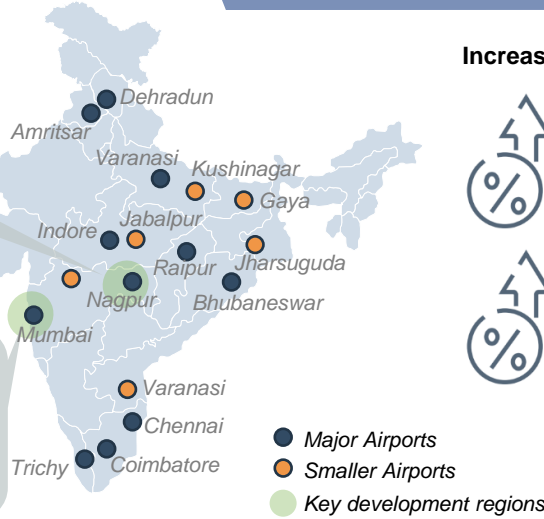 Increas
Dehradun
Amritsar
Varanasi
Kushinagar
Gaya
Jabalpur
Indore
Raipur
Jharsuguda
Nagpur
Bhubaneswar
Mumbai
Varanasi
Chennai
Trichy
Coimbatore
Major Airports
Smaller Airports
Key development regions
%
%